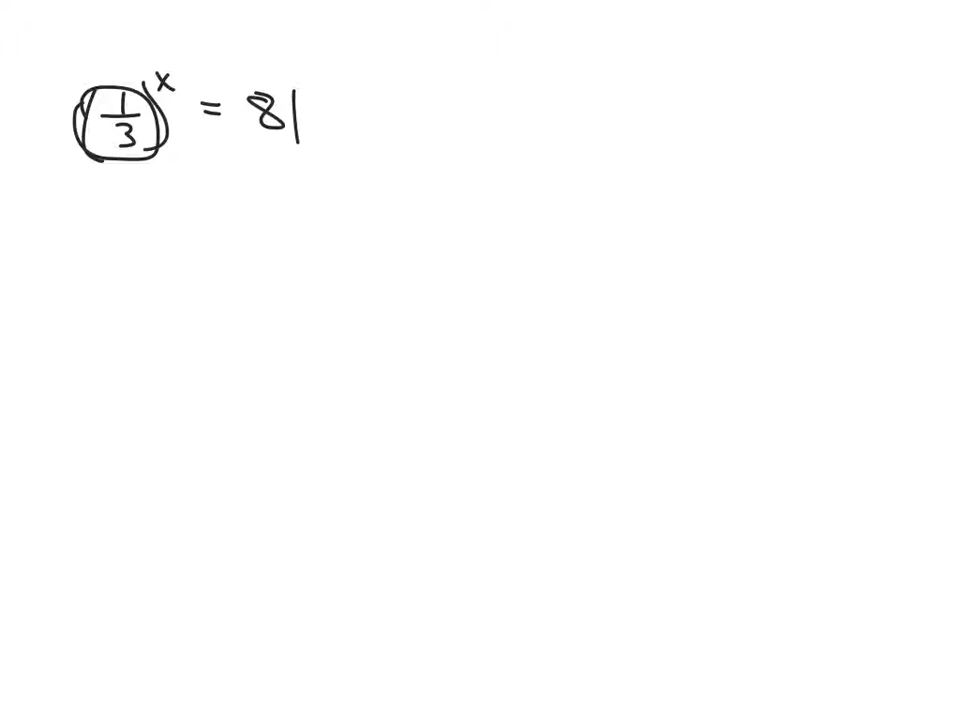 (1/3)^x = 81